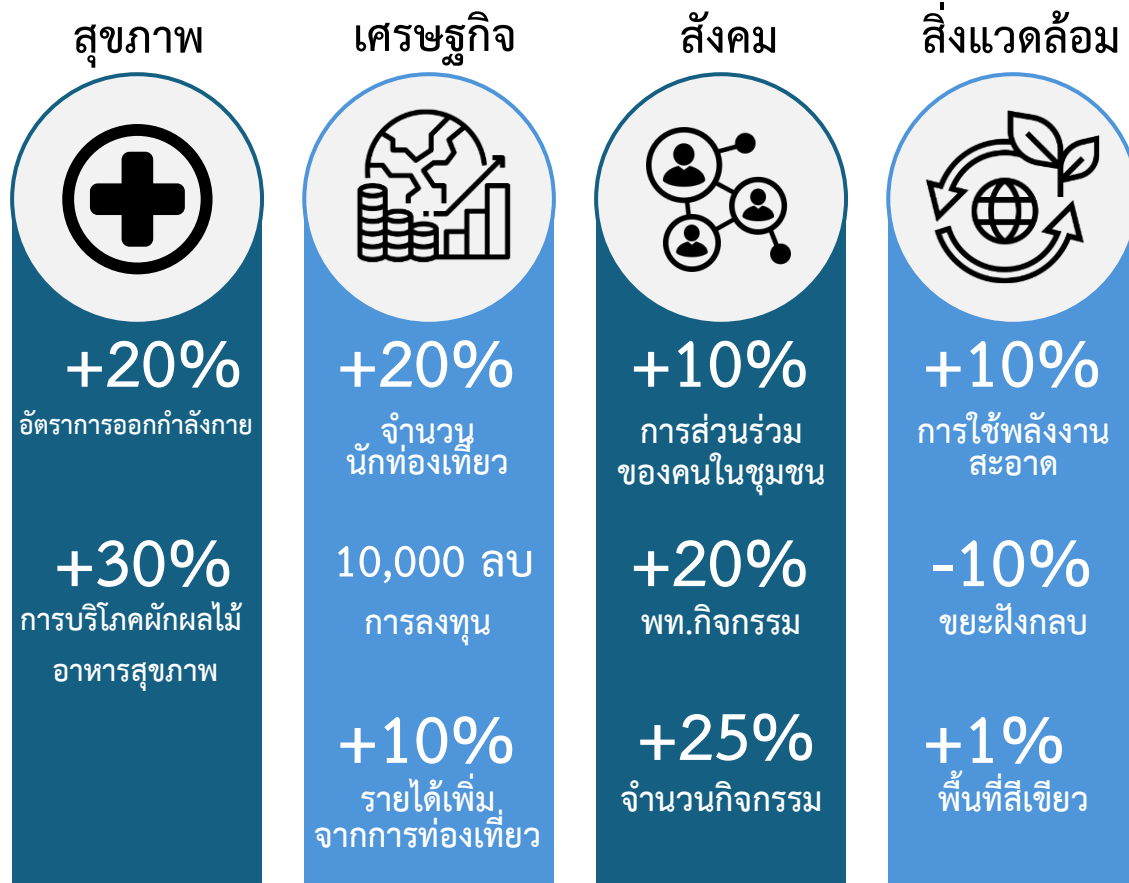 สุขภาพ
+20%
อัตราการออกกำลังกาย
+30%
การบริโภคผักผลไม้
อาหารสุขภาพ
เศรษฐกิจ
+20%
จำนวน
นักท่องเที่ยว
10,000 ลบ
การลงทุน
+10%
รายได้เพิ่ม
จากการท่องเที่ยว
สังคม
+10%
การส่วนร่วม
ของคนในชุมชน
+20%
พท.กิจกรรม
+25%
จำนวนกิจกรรม
สิ่งแวดล้อม
+10%
การใช้พลังงาน
สะอาด
-10%
ขยะฝังกลบ
+1%
พื้นที่สีเขียว